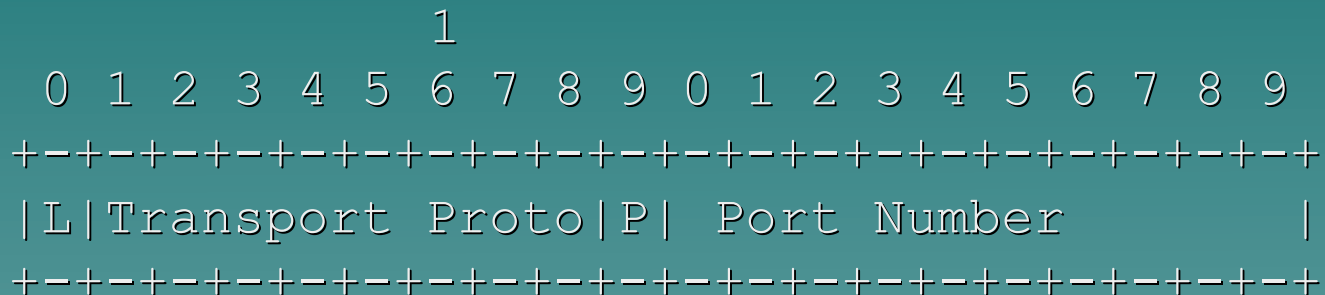 1
0 1 2 3 4 5 6 7 8 9 0 1 2 3 4 5 6 7 8 9
+-+-+-+-+-+-+-+-+-+-+-+-+-+-+-+-+-+-+-+-+
|L|Transport Proto|P| Port Number |
+-+-+-+-+-+-+-+-+-+-+-+-+-+-+-+-+-+-+-+-+